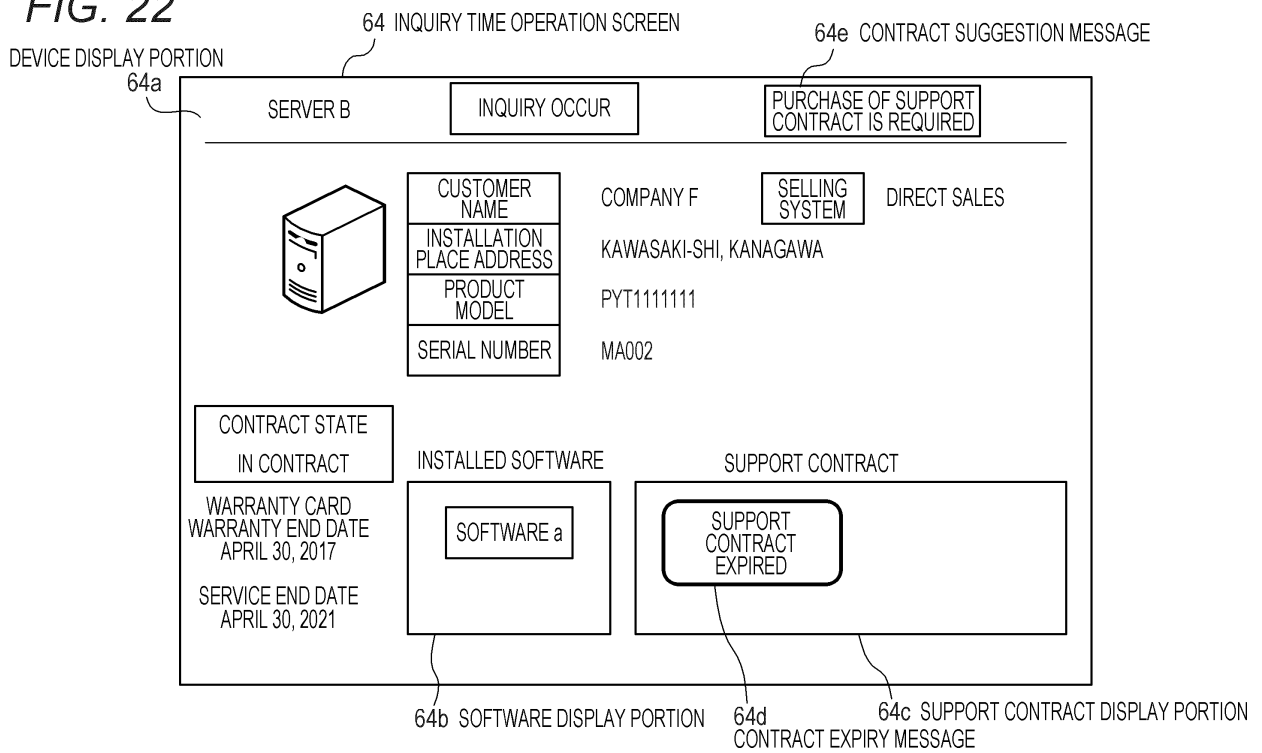 FIG. 22
64 INQUIRY TIME OPERATION SCREEN
64e CONTRACT SUGGESTION MESSAGE
DEVICE DISPLAY PORTION
64a
SERVER B
INQUIRY OCCUR
PURCHASE OF SUPPORT
CONTRACT IS REQUIRED
CUSTOMER
NAME
COMPANY F
SELLING
SYSTEM
DIRECT SALES
INSTALLATION
PLACE ADDRESS
KAWASAKI-SHI, KANAGAWA
PRODUCT
MODEL
PYT1111111
SERIAL NUMBER
MA002
CONTRACT STATE
IN CONTRACT
WARRANTY CARD
WARRANTY END DATE
APRIL 30, 2017
SERVICE END DATE
APRIL 30, 2021
INSTALLED SOFTWARE
SOFTWARE a
SUPPORT CONTRACT
SUPPORT
CONTRACT
EXPIRED
64b SOFTWARE DISPLAY PORTION
64d
CONTRACT EXPIRY MESSAGE
64c SUPPORT CONTRACT DISPLAY PORTION